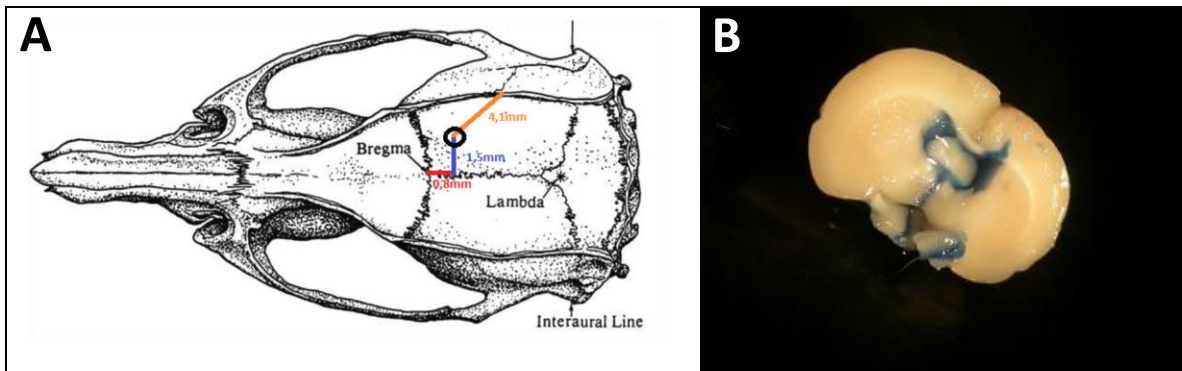 A
B
4,1mm
Bregma
1,5mm
0,8mm
Lambda
Interaural Line